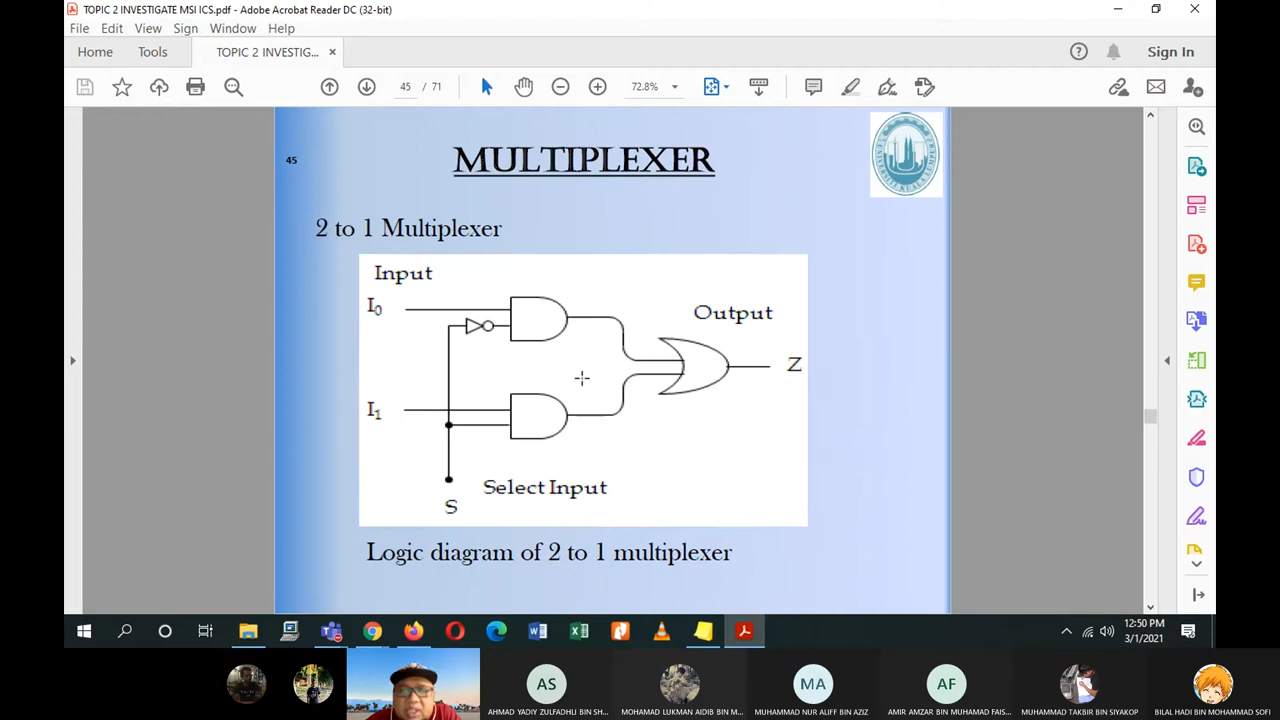 TOPIC 2 INVESTIGATE MSI ICS.pdf - Adobe Acrobat Reader DC (32-bit)
File Edit View Sign Window Help
Home Tools TOPIC 2 INVESTIG... × Sign In
45 / 71 72.8%
45
MULTIPLEXER
2 to 1 Multiplexer
Input
I0
Output
Z
I1
Select Input
S
Logic diagram of 2 to 1 multiplexer
12:50 PM
3/1/2021
AS MA AF
AHMAD YADIY ZULFADHLI BIN SH... MOHAMAD LUKMAN AIDIB BIN M... MUHAMMAD NUR ALIFF BIN AZIZ AMIR AMZAR BIN MUHAMAD FAIS... MUHAMMAD TAKBIR BIN SIYAKOP BILAL HADI BIN MOHAMMAD SOFI